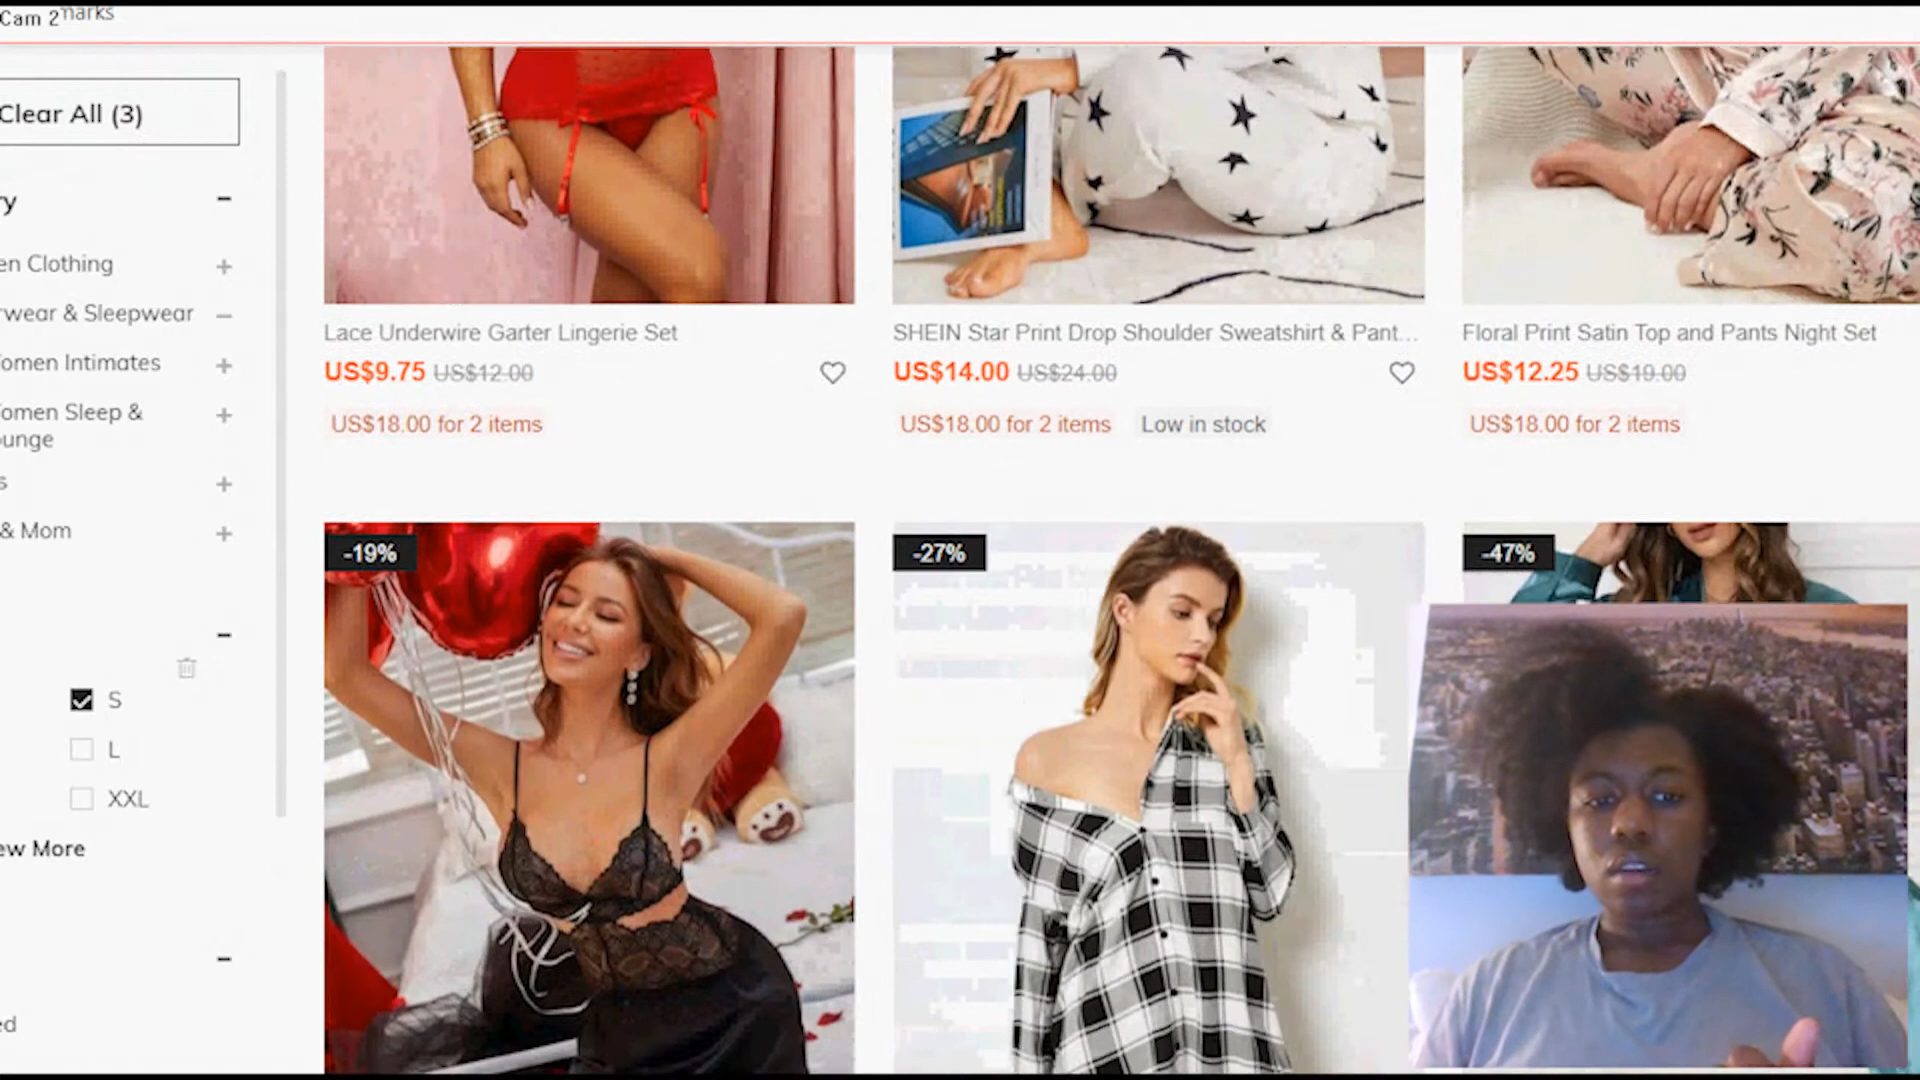 marks
Cam 2
Clear All (3)
ry
en Clothing
rwear & Sleepwear
omen Intimates
omen Sleep &
ounge
s
& Mom
S
L
XXL
ew More
ed
Lace Underwire Garter Lingerie Set
US$9.75 US$12.00
US$18.00 for 2 items
SHEIN Star Print Drop Shoulder Sweatshirt & Pant...
US$14.00 US$24.00
US$18.00 for 2 items Low in stock
Floral Print Satin Top and Pants Night Set
US$12.25 US$19.00
US$18.00 for 2 items
-19%
-27%
-47%